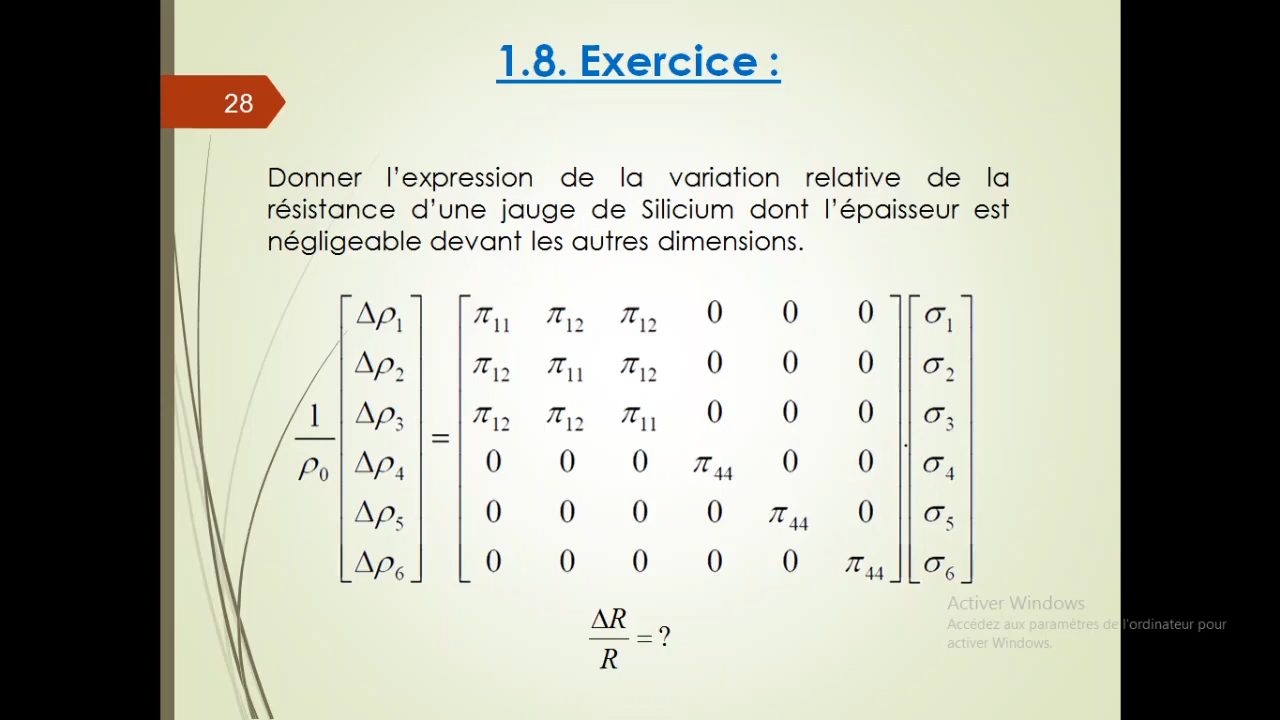 1.8. Exercice :
28
Donner l'expression de la variation relative de la
résistance d'une jauge de Silicium dont l'épaisseur est
négligeable devant les autres dimensions.
1/ρ₀ [Δρ₁ Δρ₂ Δρ₃ Δρ₄ Δρ₅ Δρ₆] =
π₁₁ π₁₂ π₁₂ 0 0 0
π₁₂ π₁₁ π₁₂ 0 0 0
π₁₂ π₁₂ π₁₁ 0 0 0
0 0 0 π₄₄ 0 0
0 0 0 0 π₄₄ 0
0 0 0 0 0 π₄₄
. [σ₁ σ₂ σ₃ σ₄ σ₅ σ₆]
ΔR/R = ?
Activer Windows
Accédez aux paramètres de l'ordinateur pour
activer Windows.